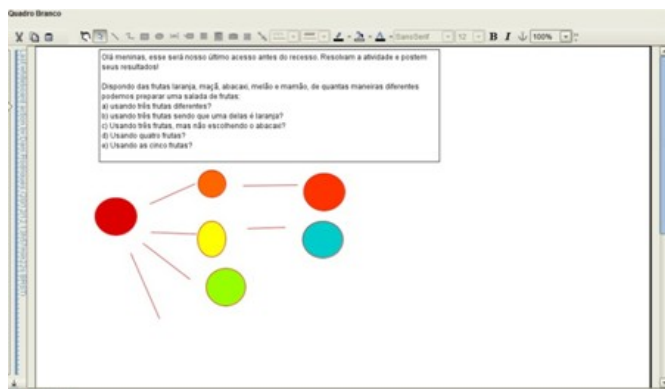 Quadro Branco
SansSerif 12 B I 100%
Olá meninas, esse será nosso último acesso antes do recesso. Resolvam a atividade e postem
seus resultados!
Dispondo das frutas laranja, maçã, abacaxi, melão e mamão, de quantas maneiras diferentes
podemos preparar uma salada de frutas:
a) usando três frutas diferentes?
b) usando três frutas sendo que uma delas é laranja?
c) Usando três frutas, mas não escolhendo o abacaxi?
d) Usando quatro frutas?
e) Usando as cinco frutas?